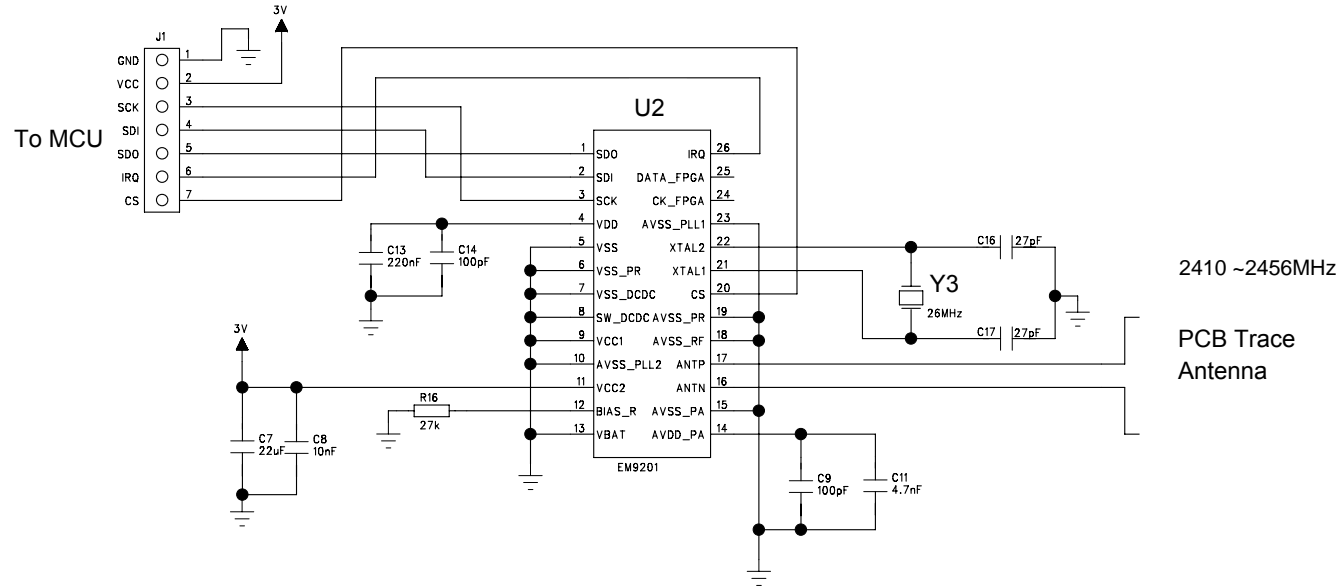 3V
J1
GND 1
VCC 2
SCK 3
SDI 4
SDO 5
IRQ 6
CS 7
To MCU
U2
1 SDO
2 SDI
3 SCK
4 VDD
5 VSS
6 VSS_PR
7 VSS_DCDC
8 SW_DCDC
9 VCC1
10 AVSS_PLL2
11 VCC2
12 BIAS_R
13 VBAT
IRQ 26
DATA_FPGA 25
CK_FPGA 24
AVSS_PLL1 23
XTAL2 22
XTAL1 21
CS 20
AVSS_PR 19
AVSS_RF 18
ANTP 17
ANTN 16
AVSS_PA 15
AVDD_PA 14
EM9201
C13
220nF
C14
100pF
3V
C7
22uF
C8
10nF
R16
27k
C9
100pF
C11
4.7nF
C16 27pF
Y3
26MHz
C17 27pF
2410 ~2456MHz
PCB Trace
Antenna